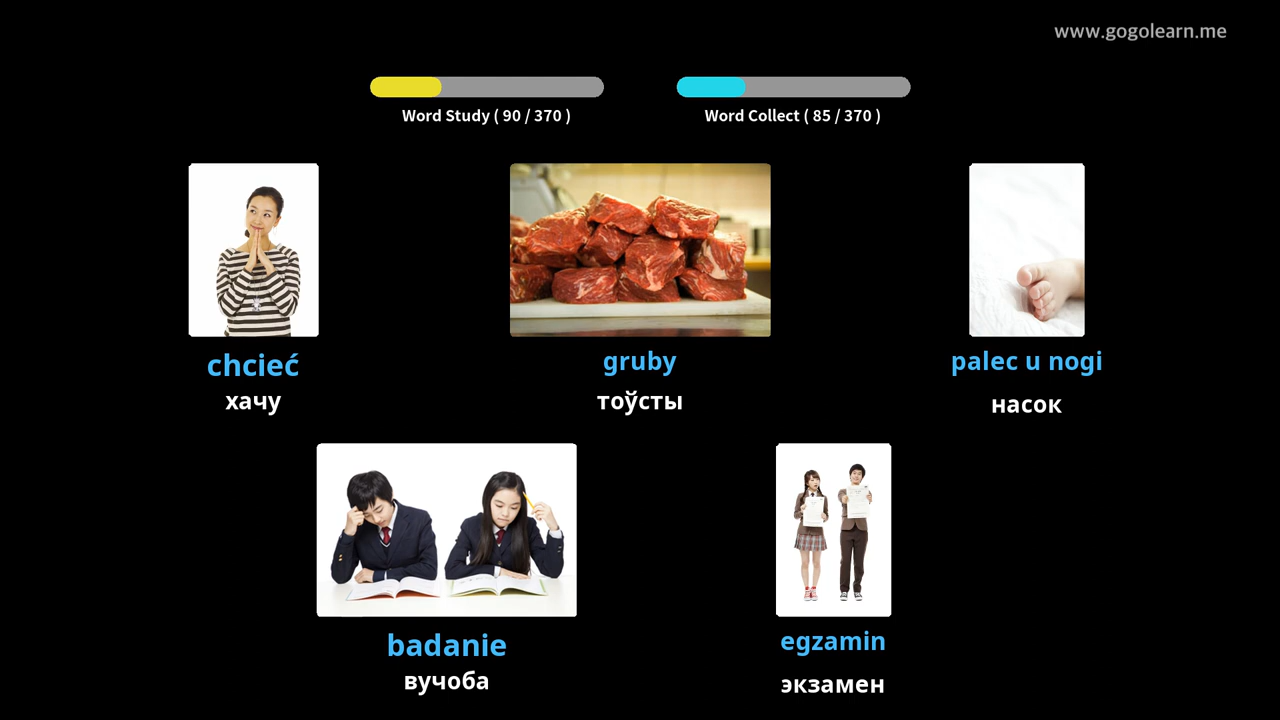 www.gogolearn.me
Word Study ( 90 / 370 )
Word Collect ( 85 / 370 )
chcieć
хачу
gruby
тоўсты
palec u nogi
насок
badanie
вучоба
egzamin
экзамен